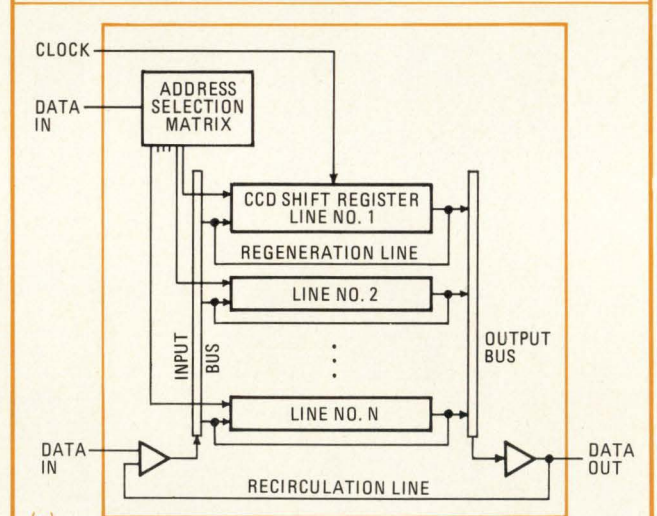 CLOCK
ADDRESS
SELECTION
MATRIX
DATA
IN
CCD SHIFT REGISTER
LINE NO. 1
REGENERATION LINE
LINE NO. 2
INPUT
BUS
OUTPUT
BUS
LINE NO. N
DATA
IN
DATA
OUT
RECIRCULATION LINE